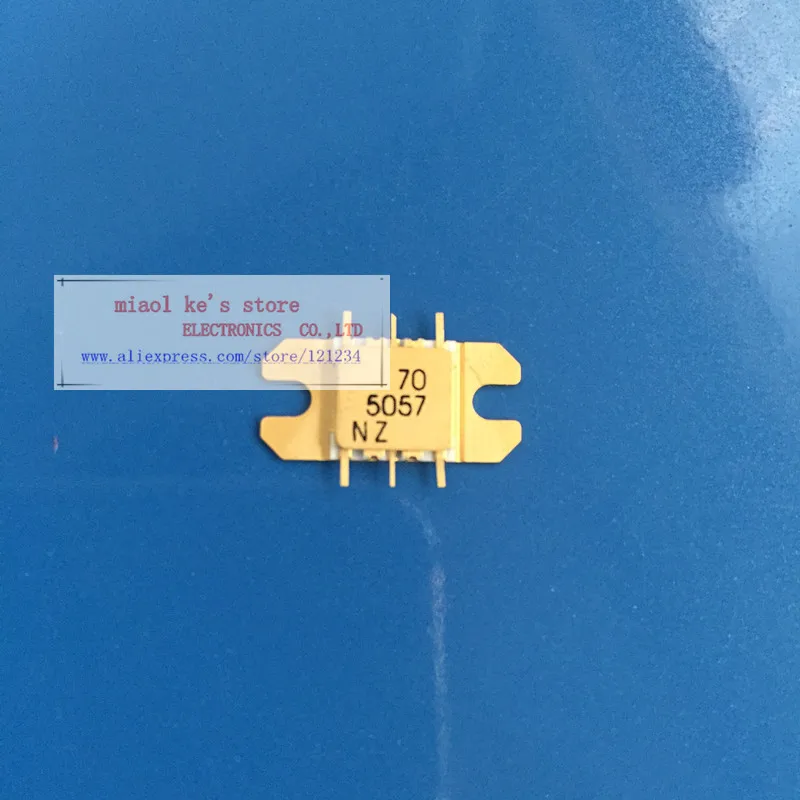 miaol ke's store
ELECTRONICS CO.,LTD
www.aliexpress.com/store/121234
70
5057
NZ